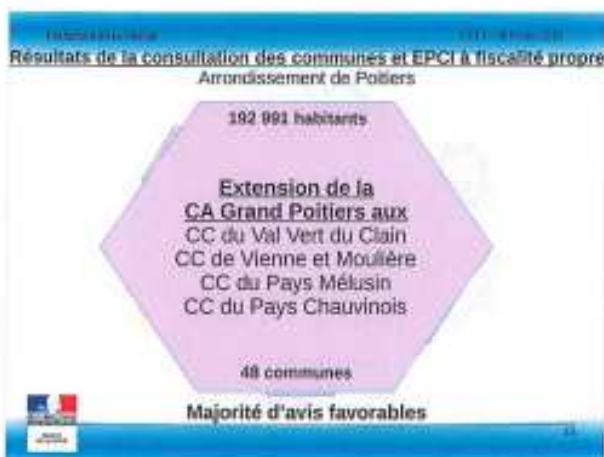 Résultats de la consultation des communes et EPCI à fiscalité propre
Arrondissement de Poitiers
192 991 habitants
Extension de la
CA Grand Poitiers aux
CC du Val Vert du Clain
CC de Vienne et Moulière
CC du Pays Mélusin
CC du Pays Chauvinois
48 communes
Majorité d'avis favorables